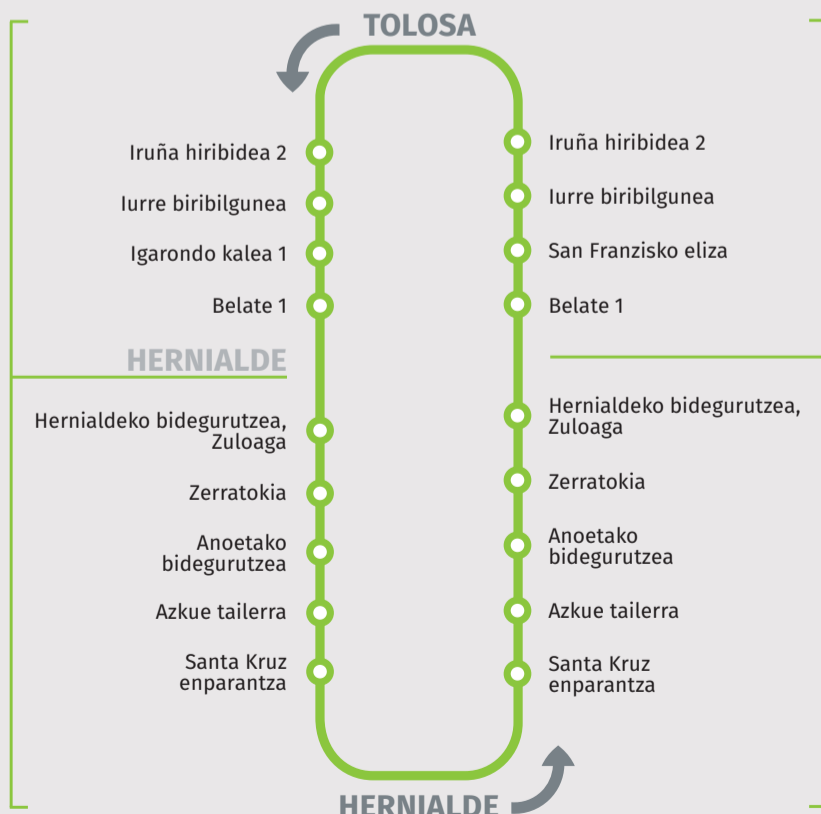 TOLOSA
Iruña hiribidea 2
Iurre biribilgunea
Igarondo kalea 1
Belate 1
HERNIALDE
Hernialdeko bidegurutzea,
Zuloaga
Zerratokia
Anoetako
bidegurutzea
Azkue tailerra
Santa Kruz
enparantza
Iruña hiribidea 2
Iurre biribilgunea
San Franzisko eliza
Belate 1
Hernialdeko bidegurutzea,
Zuloaga
Zerratokia
Anoetako
bidegurutzea
Azkue tailerra
Santa Kruz
enparantza
HERNIALDE